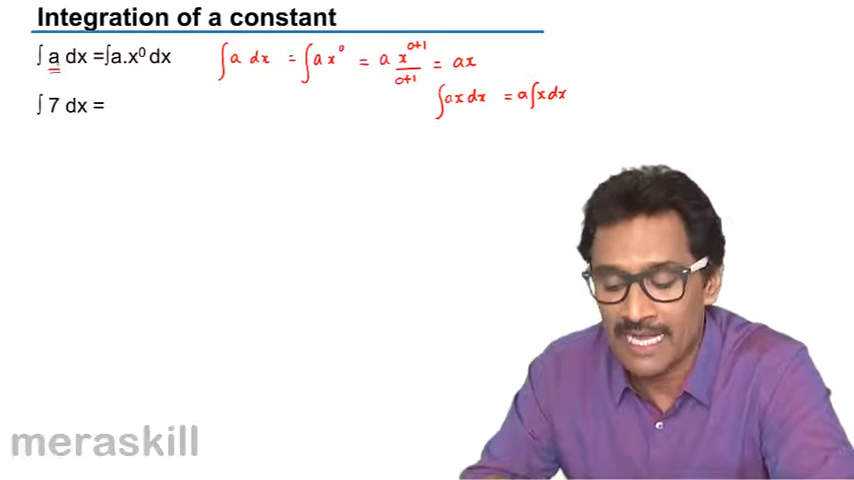 Integration of a constant
∫ a dx =∫a.x⁰ dx ∫a dx = ∫a x⁰ = a x⁰⁺¹/0+1 = ax
∫ax dx = a∫x dx
∫ 7 dx =
meraskill